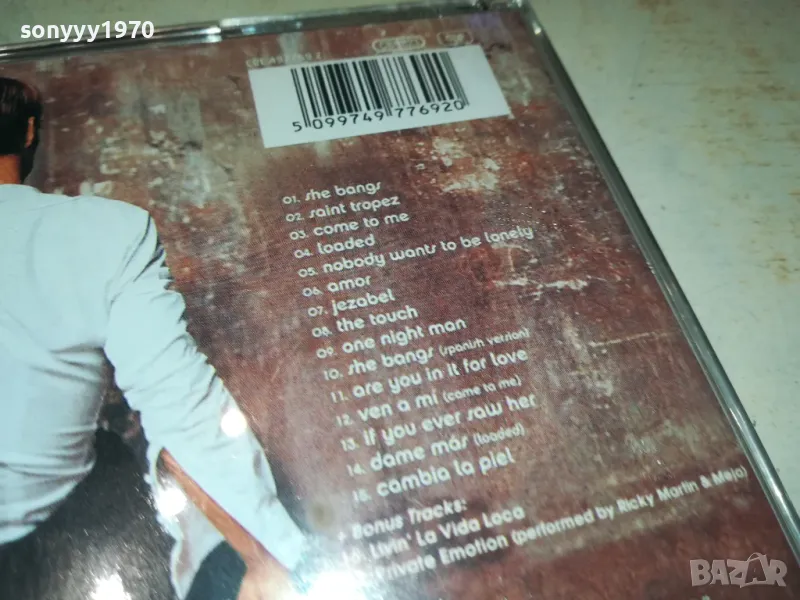 sonyyy1970
5 099749 776920
01. she bangs
02. saint tropez
03. come to me
04. loaded
05. nobody wants to be lonely
06. amor
07. jezabel
08. the touch
09. one night man
10. she bangs (spanish version)
11. are you in it for love
12. ven a mí (come to me)
13. if you ever saw her
14. dame más (loaded)
15. cambia la piel
+ Bonus Tracks:
Livin' La Vida Loca
Private Emotion (performed by Ricky Martin & Meja)
BAZAR